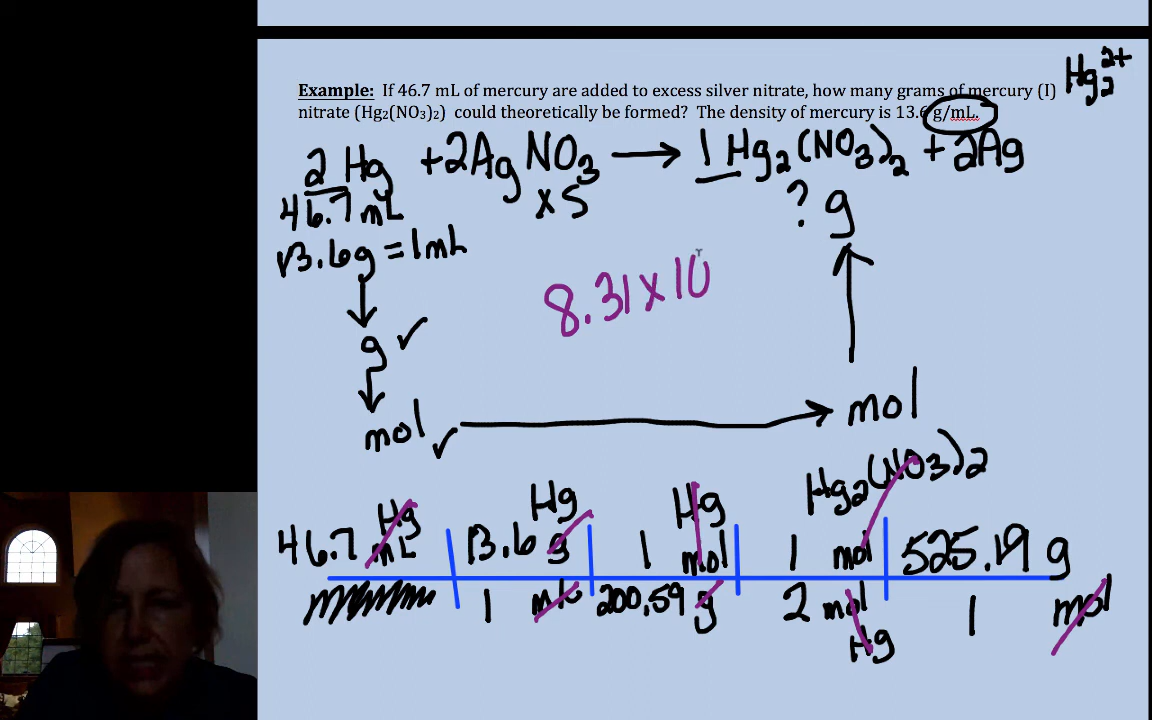 Example: If 46.7 mL of mercury are added to excess silver nitrate, how many grams of mercury (I)
nitrate (Hg₂(NO₃)₂) could theoretically be formed? The density of mercury is 13.6 g/mL.
Hg₂²⁺
2 Hg + 2AgNO₃ → 1 Hg₂(NO₃)₂ + 2Ag
46.7 mL
XS
? g
13.6g = 1mL
8.31 x 10
g ✓
mol ✓
mol
Hg Hg Hg Hg₂(NO₃)₂
46.7 mL 13.6 g 1 mol 1 mol 525.19 g
1 mL 200.59 g 2 mol 1 mol
Hg